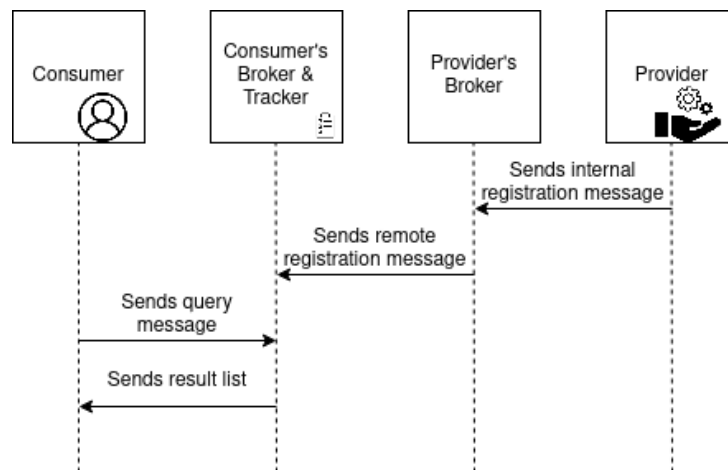 Consumer
Consumer's
Broker &
Tracker
Provider's
Broker
Provider
Sends internal
registration message
Sends remote
registration message
Sends query
message
Sends result list